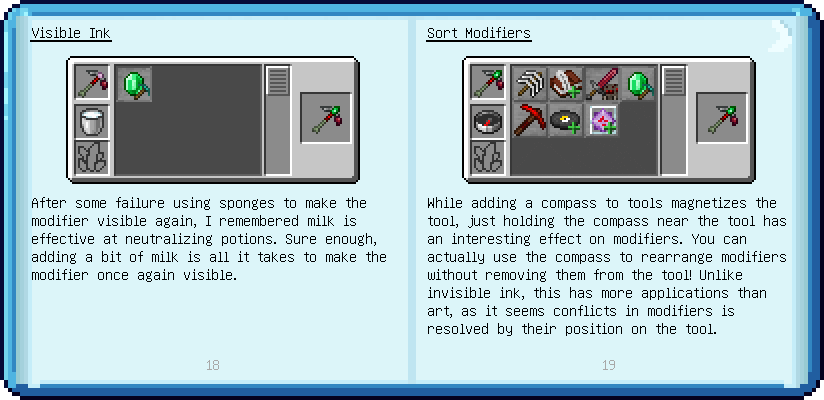 Visible Ink
After some failure using sponges to make the
modifier visible again, I remembered milk is
effective at neutralizing potions. Sure enough,
adding a bit of milk is all it takes to make the
modifier once again visible.
18
Sort Modifiers
While adding a compass to tools magnetizes the
tool, just holding the compass near the tool has
an interesting effect on modifiers. You can
actually use the compass to rearrange modifiers
without removing them from the tool! Unlike
invisible ink, this has more applications than
art, as it seems conflicts in modifiers is
resolved by their position on the tool.
19